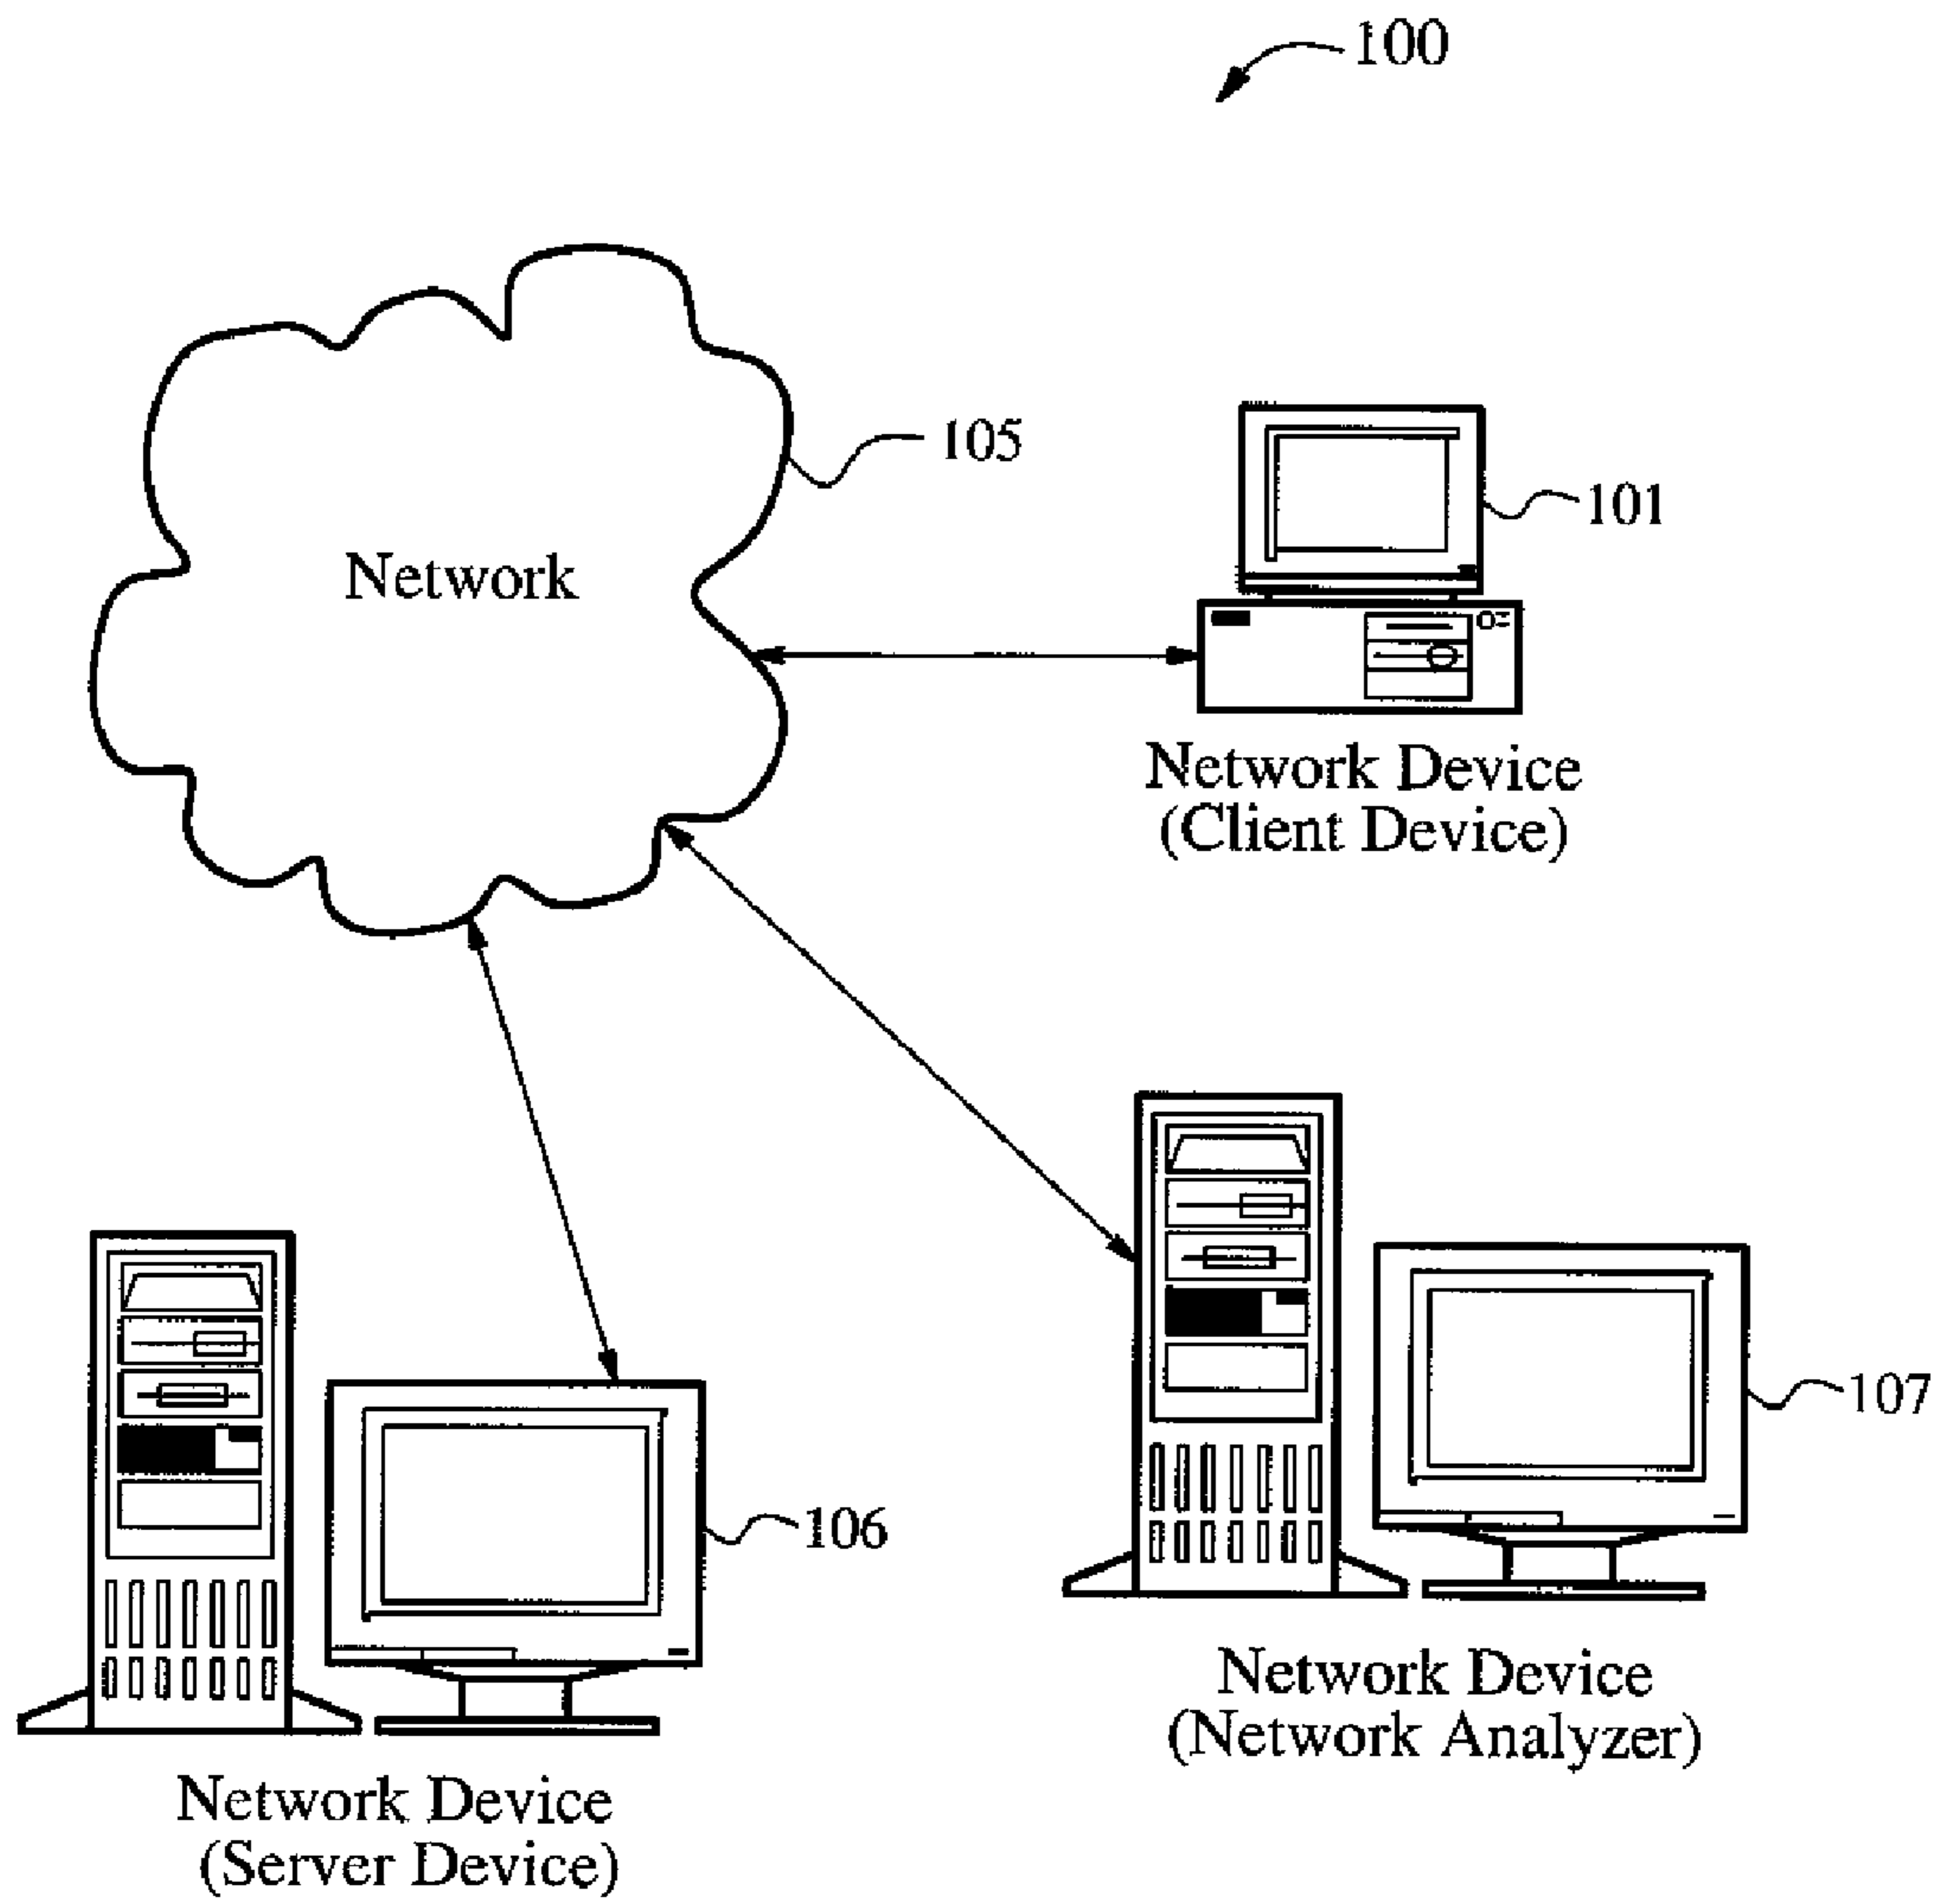 100
105
101
Network
Network Device
(Client Device)
107
106
Network Device
(Network Analyzer)
Network Device
(Server Device)